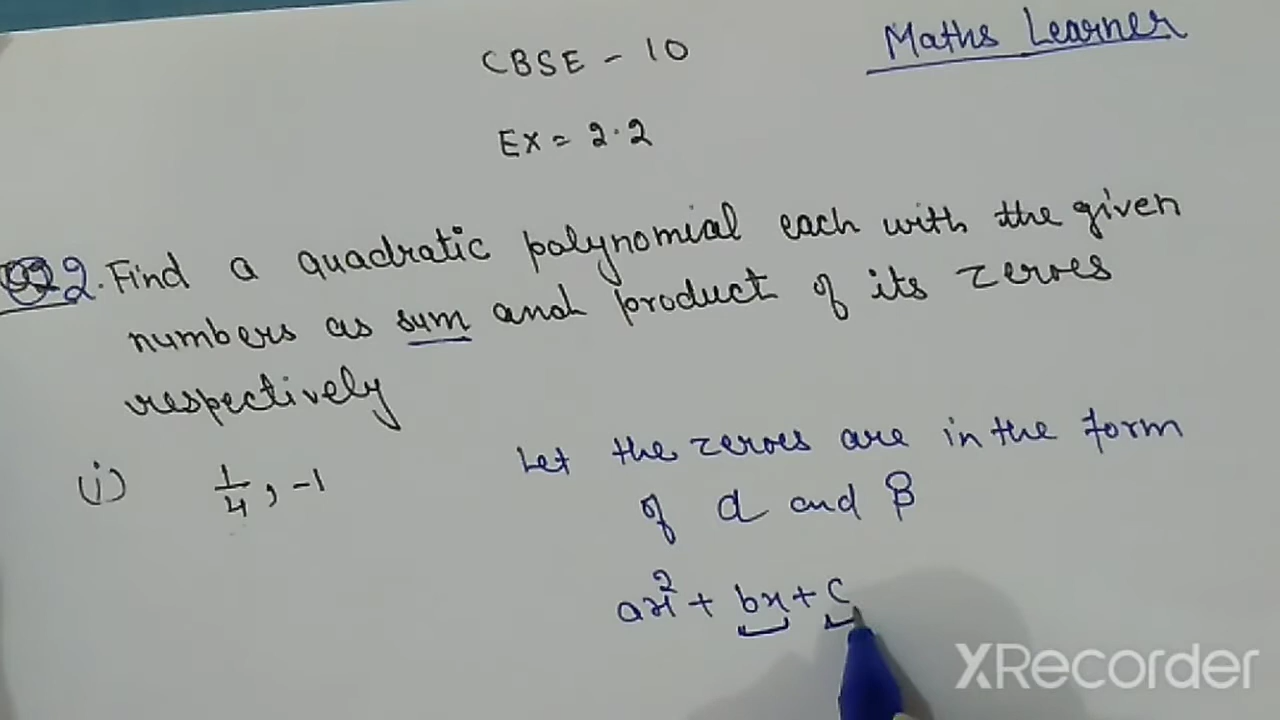 Maths Learner
CBSE - 10
Ex = 2.2
2. Find a quadratic polynomial each with the given
numbers as sum and product of its zeroes
respectively
(i) 1/4, -1
Let the zeroes are in the form
of α and β
ax² + bx + c
XRecorder